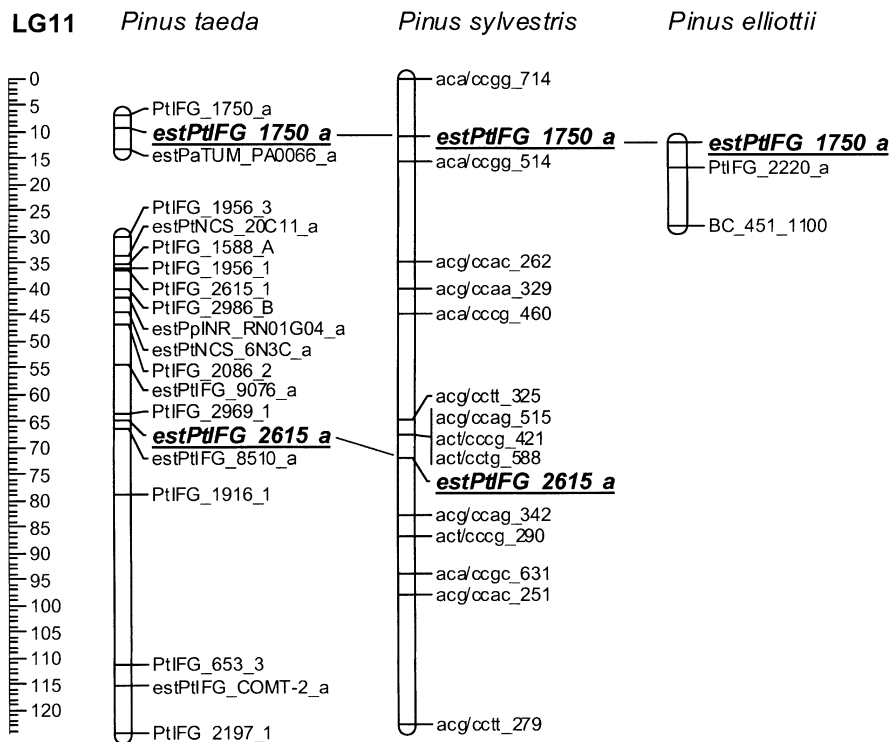 LG11
Pinus taeda
Pinus sylvestris
Pinus elliottii
0
5
10
15
20
25
30
35
40
45
50
55
60
65
70
75
80
85
90
95
100
105
110
115
120
PtIFG_1750_a
estPtIFG_1750_a
estPaTUM_PA0066_a
PtIFG_1956_3
estPtNCS_20C11_a
PtIFG_1588_A
PtIFG_1956_1
PtIFG_2615_1
PtIFG_2986_B
estPpINR_RN01G04_a
estPtNCS_6N3C_a
PtIFG_2086_2
estPtIFG_9076_a
PtIFG_2969_1
estPtIFG_2615_a
estPtIFG_8510_a
PtIFG_1916_1
PtIFG_653_3
estPtIFG_COMT-2_a
PtIFG_2197_1
aca/ccgg_714
estPtIFG_1750_a
aca/ccgg_514
acg/ccac_262
acg/ccaa_329
aca/cccg_460
acg/cctt_325
acg/ccag_515
act/cccg_421
act/cctg_588
estPtIFG_2615_a
acg/ccag_342
act/cccg_290
aca/ccgc_631
acg/ccac_251
acg/cctt_279
estPtIFG_1750_a
PtIFG_2220_a
BC_451_1100